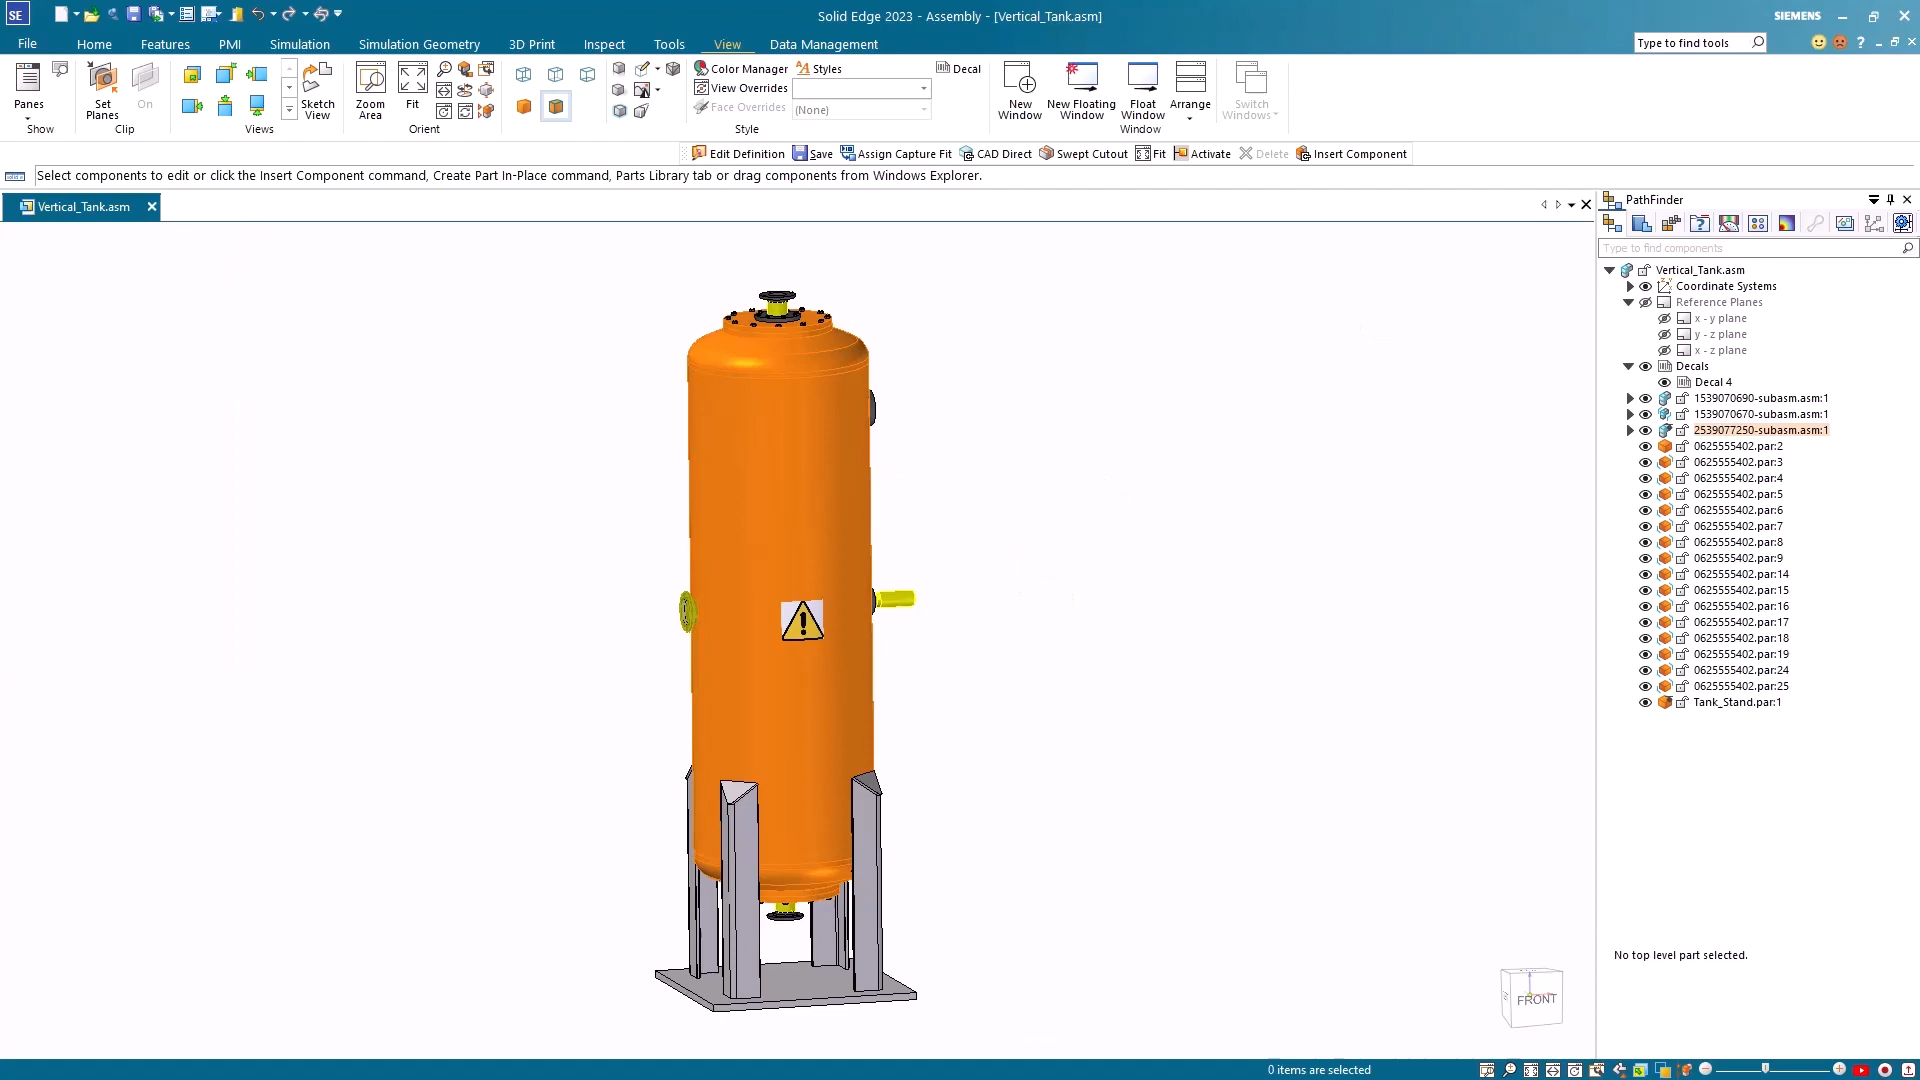 SE
Solid Edge 2023 - Assembly - [Vertical_Tank.asm]
SIEMENS
File Home Features PMI Simulation Simulation Geometry 3D Print Inspect Tools View Data Management
Type to find tools
Panes
Show
Set Planes
On
Clip
Views
Sketch View
Zoom Area
Fit
Orient
Color Manager
Styles
View Overrides
Face Overrides
(None)
Decal
Style
New Window
New Floating Window
Float Window
Arrange
Switch Windows
Window
Edit Definition Save Assign Capture Fit CAD Direct Swept Cutout Fit Activate Delete Insert Component
Select components to edit or click the Insert Component command, Create Part In-Place command, Parts Library tab or drag components from Windows Explorer.
Vertical_Tank.asm
PathFinder
Type to find components
Vertical_Tank.asm
Coordinate Systems
Reference Planes
x - y plane
y - z plane
x - z plane
Decals
Decal 4
1539070690-subasm.asm:1
1539070670-subasm.asm:1
2539077250-subasm.asm:1
0625555402.par:2
0625555402.par:3
0625555402.par:4
0625555402.par:5
0625555402.par:6
0625555402.par:7
0625555402.par:8
0625555402.par:9
0625555402.par:14
0625555402.par:15
0625555402.par:16
0625555402.par:17
0625555402.par:18
0625555402.par:19
0625555402.par:24
0625555402.par:25
Tank_Stand.par:1
No top level part selected.
FRONT
0 items are selected